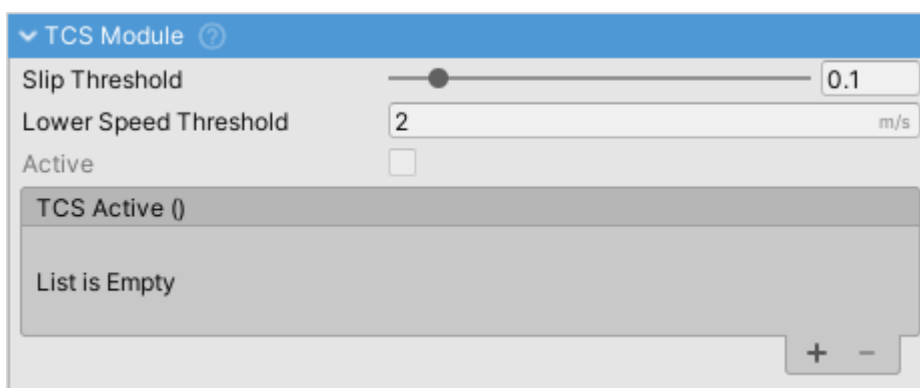 TCS Module ?
Slip Threshold 0.1
Lower Speed Threshold 2 m/s
Active
TCS Active ()
List is Empty
+ −